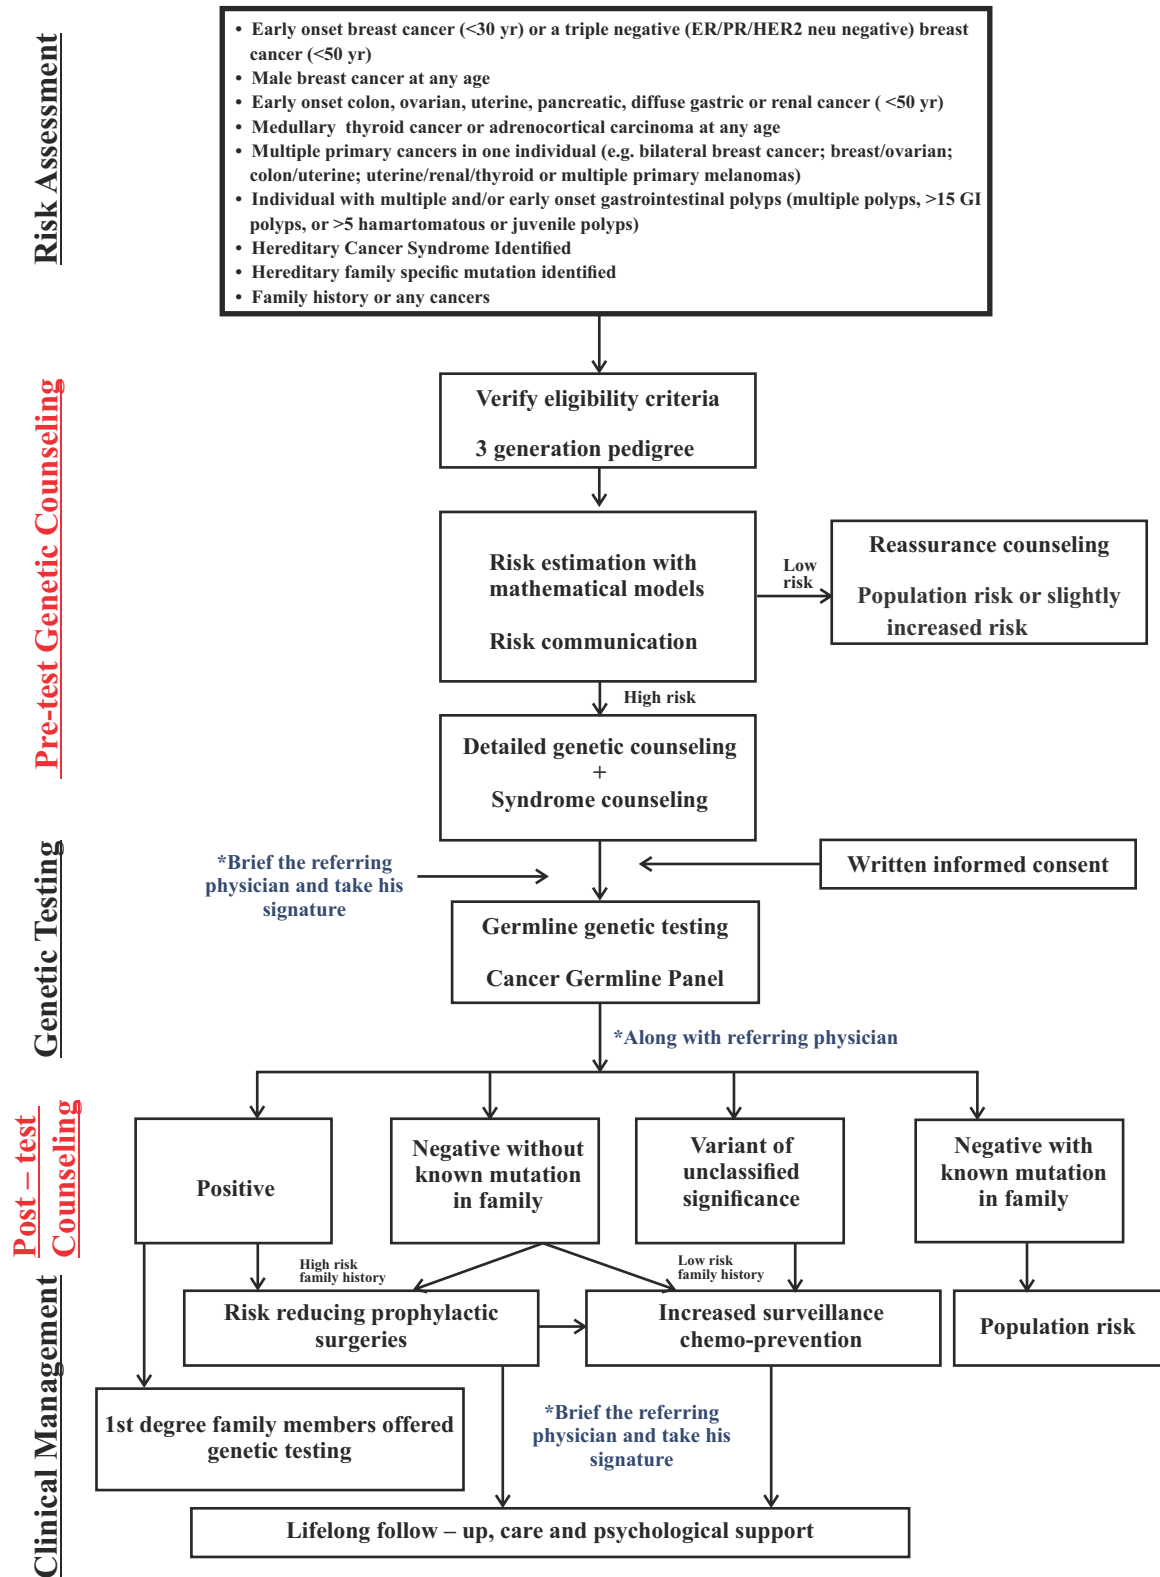 Risk Assessment
• Early onset breast cancer (<30 yr) or a triple negative (ER/PR/HER2 neu negative) breast
cancer (<50 yr)
• Male breast cancer at any age
• Early onset colon, ovarian, uterine, pancreatic, diffuse gastric or renal cancer ( <50 yr)
• Medullary thyroid cancer or adrenocortical carcinoma at any age
• Multiple primary cancers in one individual (e.g. bilateral breast cancer; breast/ovarian;
colon/uterine; uterine/renal/thyroid or multiple primary melanomas)
• Individual with multiple and/or early onset gastrointestinal polyps (multiple polyps, >15 GI
polyps, or >5 hamartomatous or juvenile polyps)
• Hereditary Cancer Syndrome Identified
• Hereditary family specific mutation identified
• Family history or any cancers
Pre-test Genetic Counseling
Verify eligibility criteria
3 generation pedigree
Risk estimation with
mathematical models
Risk communication
Low
risk
Reassurance counseling
Population risk or slightly
increased risk
High risk
Detailed genetic counseling
+
Syndrome counseling
Genetic Testing
*Brief the referring
physician and take his
signature
Written informed consent
Germline genetic testing
Cancer Germline Panel
*Along with referring physician
Post – test
Counseling
Positive
Negative without
known mutation
in family
Variant of
unclassified
significance
Negative with
known mutation
in family
High risk
family history
Low risk
family history
Clinical Management
Risk reducing prophylactic
surgeries
Increased surveillance
chemo-prevention
Population risk
1st degree family members offered
genetic testing
*Brief the referring
physician and take his
signature
Lifelong follow – up, care and psychological support